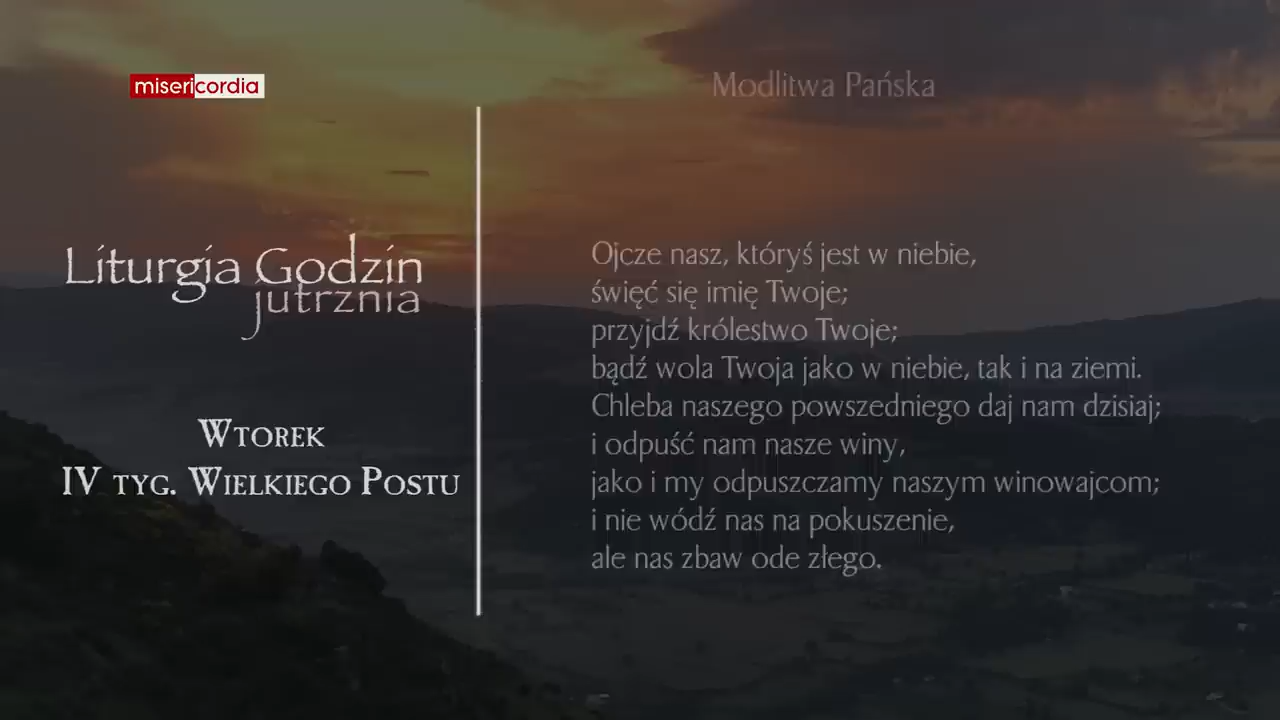 misericordia
Modlitwa Pańska
Liturgia Godzin
jutrznia
Wtorek
IV tyg. Wielkiego Postu
Ojcze nasz, któryś jest w niebie,
święć się imię Twoje;
przyjdź królestwo Twoje;
bądź wola Twoja jako w niebie, tak i na ziemi.
Chleba naszego powszedniego daj nam dzisiaj;
i odpuść nam nasze winy,
jako i my odpuszczamy naszym winowajcom;
i nie wódź nas na pokuszenie,
ale nas zbaw ode złego.